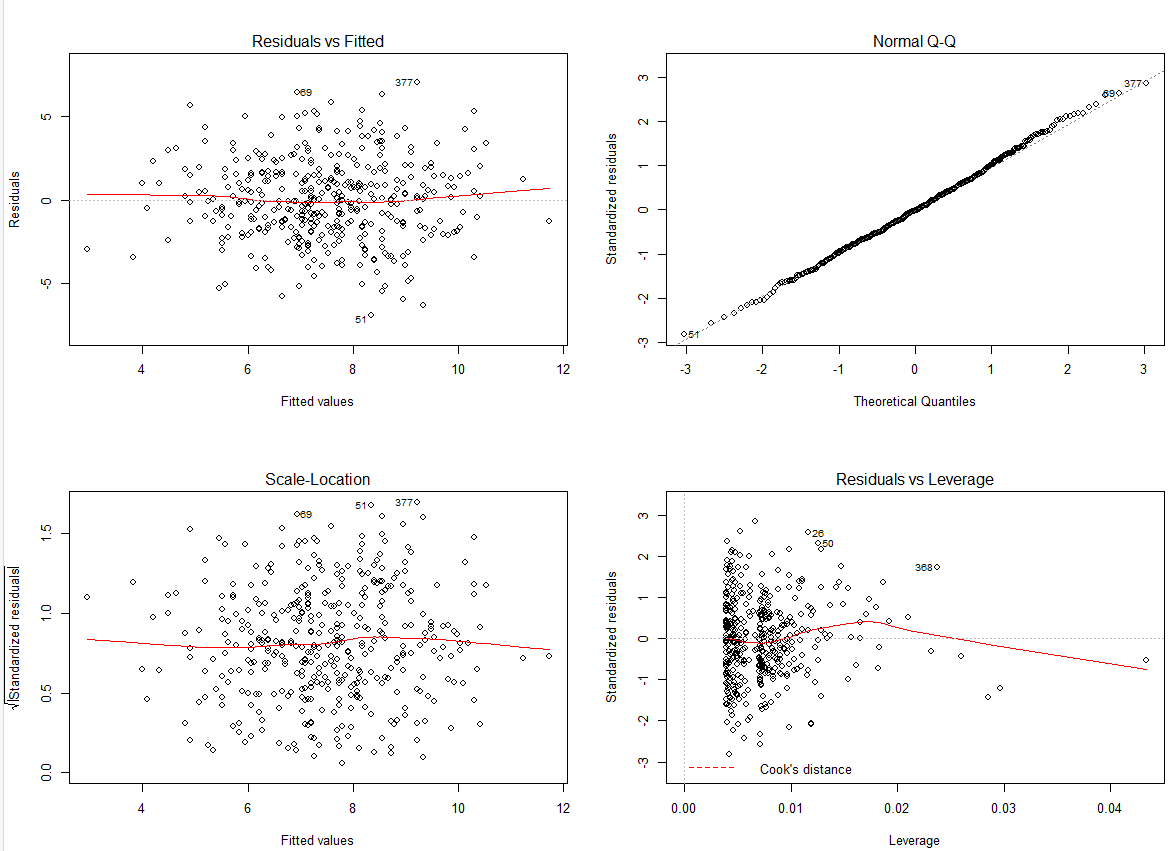 Residuals vs Fitted
Residuals
5
0
-5
69
377
51
4 6 8 10 12
Fitted values
Normal Q-Q
Standardized residuals
3
2
1
0
-1
-2
-3
69
377
51
-3 -2 -1 0 1 2 3
Theoretical Quantiles
Scale-Location
√|Standardized residuals|
1.5
1.0
0.5
0.0
69
51
377
4 6 8 10 12
Fitted values
Residuals vs Leverage
Standardized residuals
3
2
1
0
-1
-2
-3
26
50
368
Cook's distance
0.00 0.01 0.02 0.03 0.04
Leverage